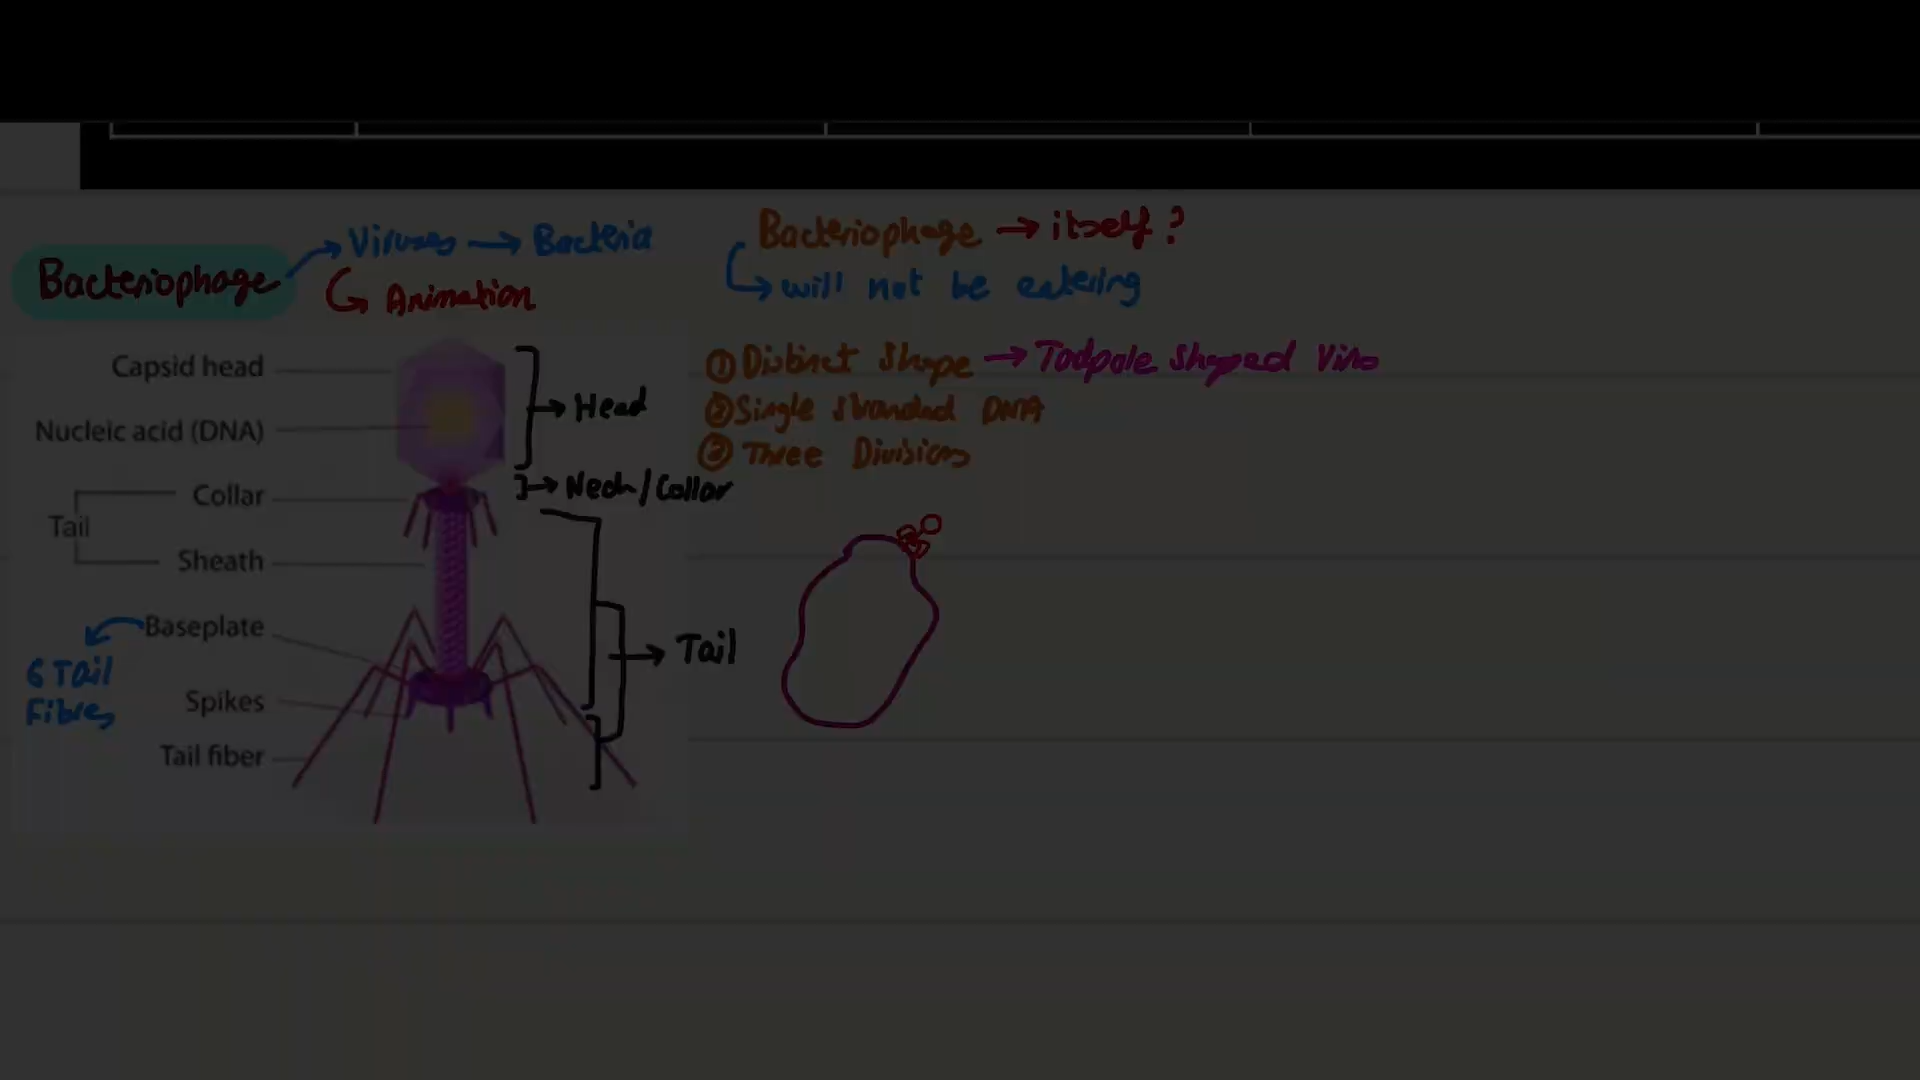 Bacteriophage
Viruses → Bacteria
Animation
Bacteriophage → itself?
will not be entering
Capsid head
Nucleic acid (DNA)
Collar
Tail
Sheath
Baseplate
6 Tail
Fibres
Spikes
Tail fiber
→ Head
→ Neck/Collar
→ Tail
① Distinct Shape → Tadpole Shaped
② Single stranded DNA
③ Three Divisions